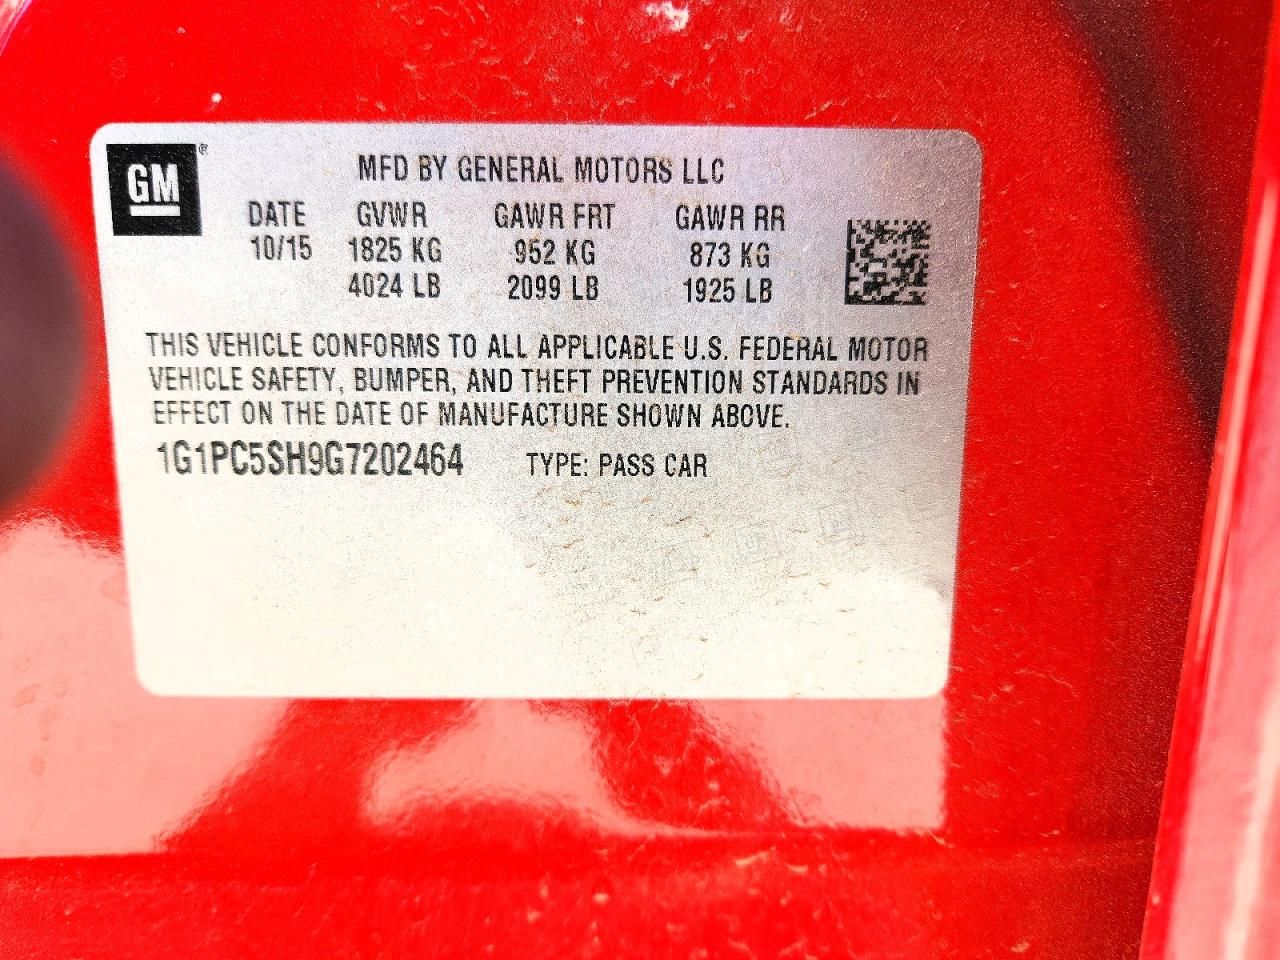 GM®
MFD BY GENERAL MOTORS LLC
DATE GVWR GAWR FRT GAWR RR
10/15 1825 KG 952 KG 873 KG
4024 LB 2099 LB 1925 LB
THIS VEHICLE CONFORMS TO ALL APPLICABLE U.S. FEDERAL MOTOR
VEHICLE SAFETY, BUMPER, AND THEFT PREVENTION STANDARDS IN
EFFECT ON THE DATE OF MANUFACTURE SHOWN ABOVE.
1G1PC5SH9G7202464 TYPE: PASS CAR